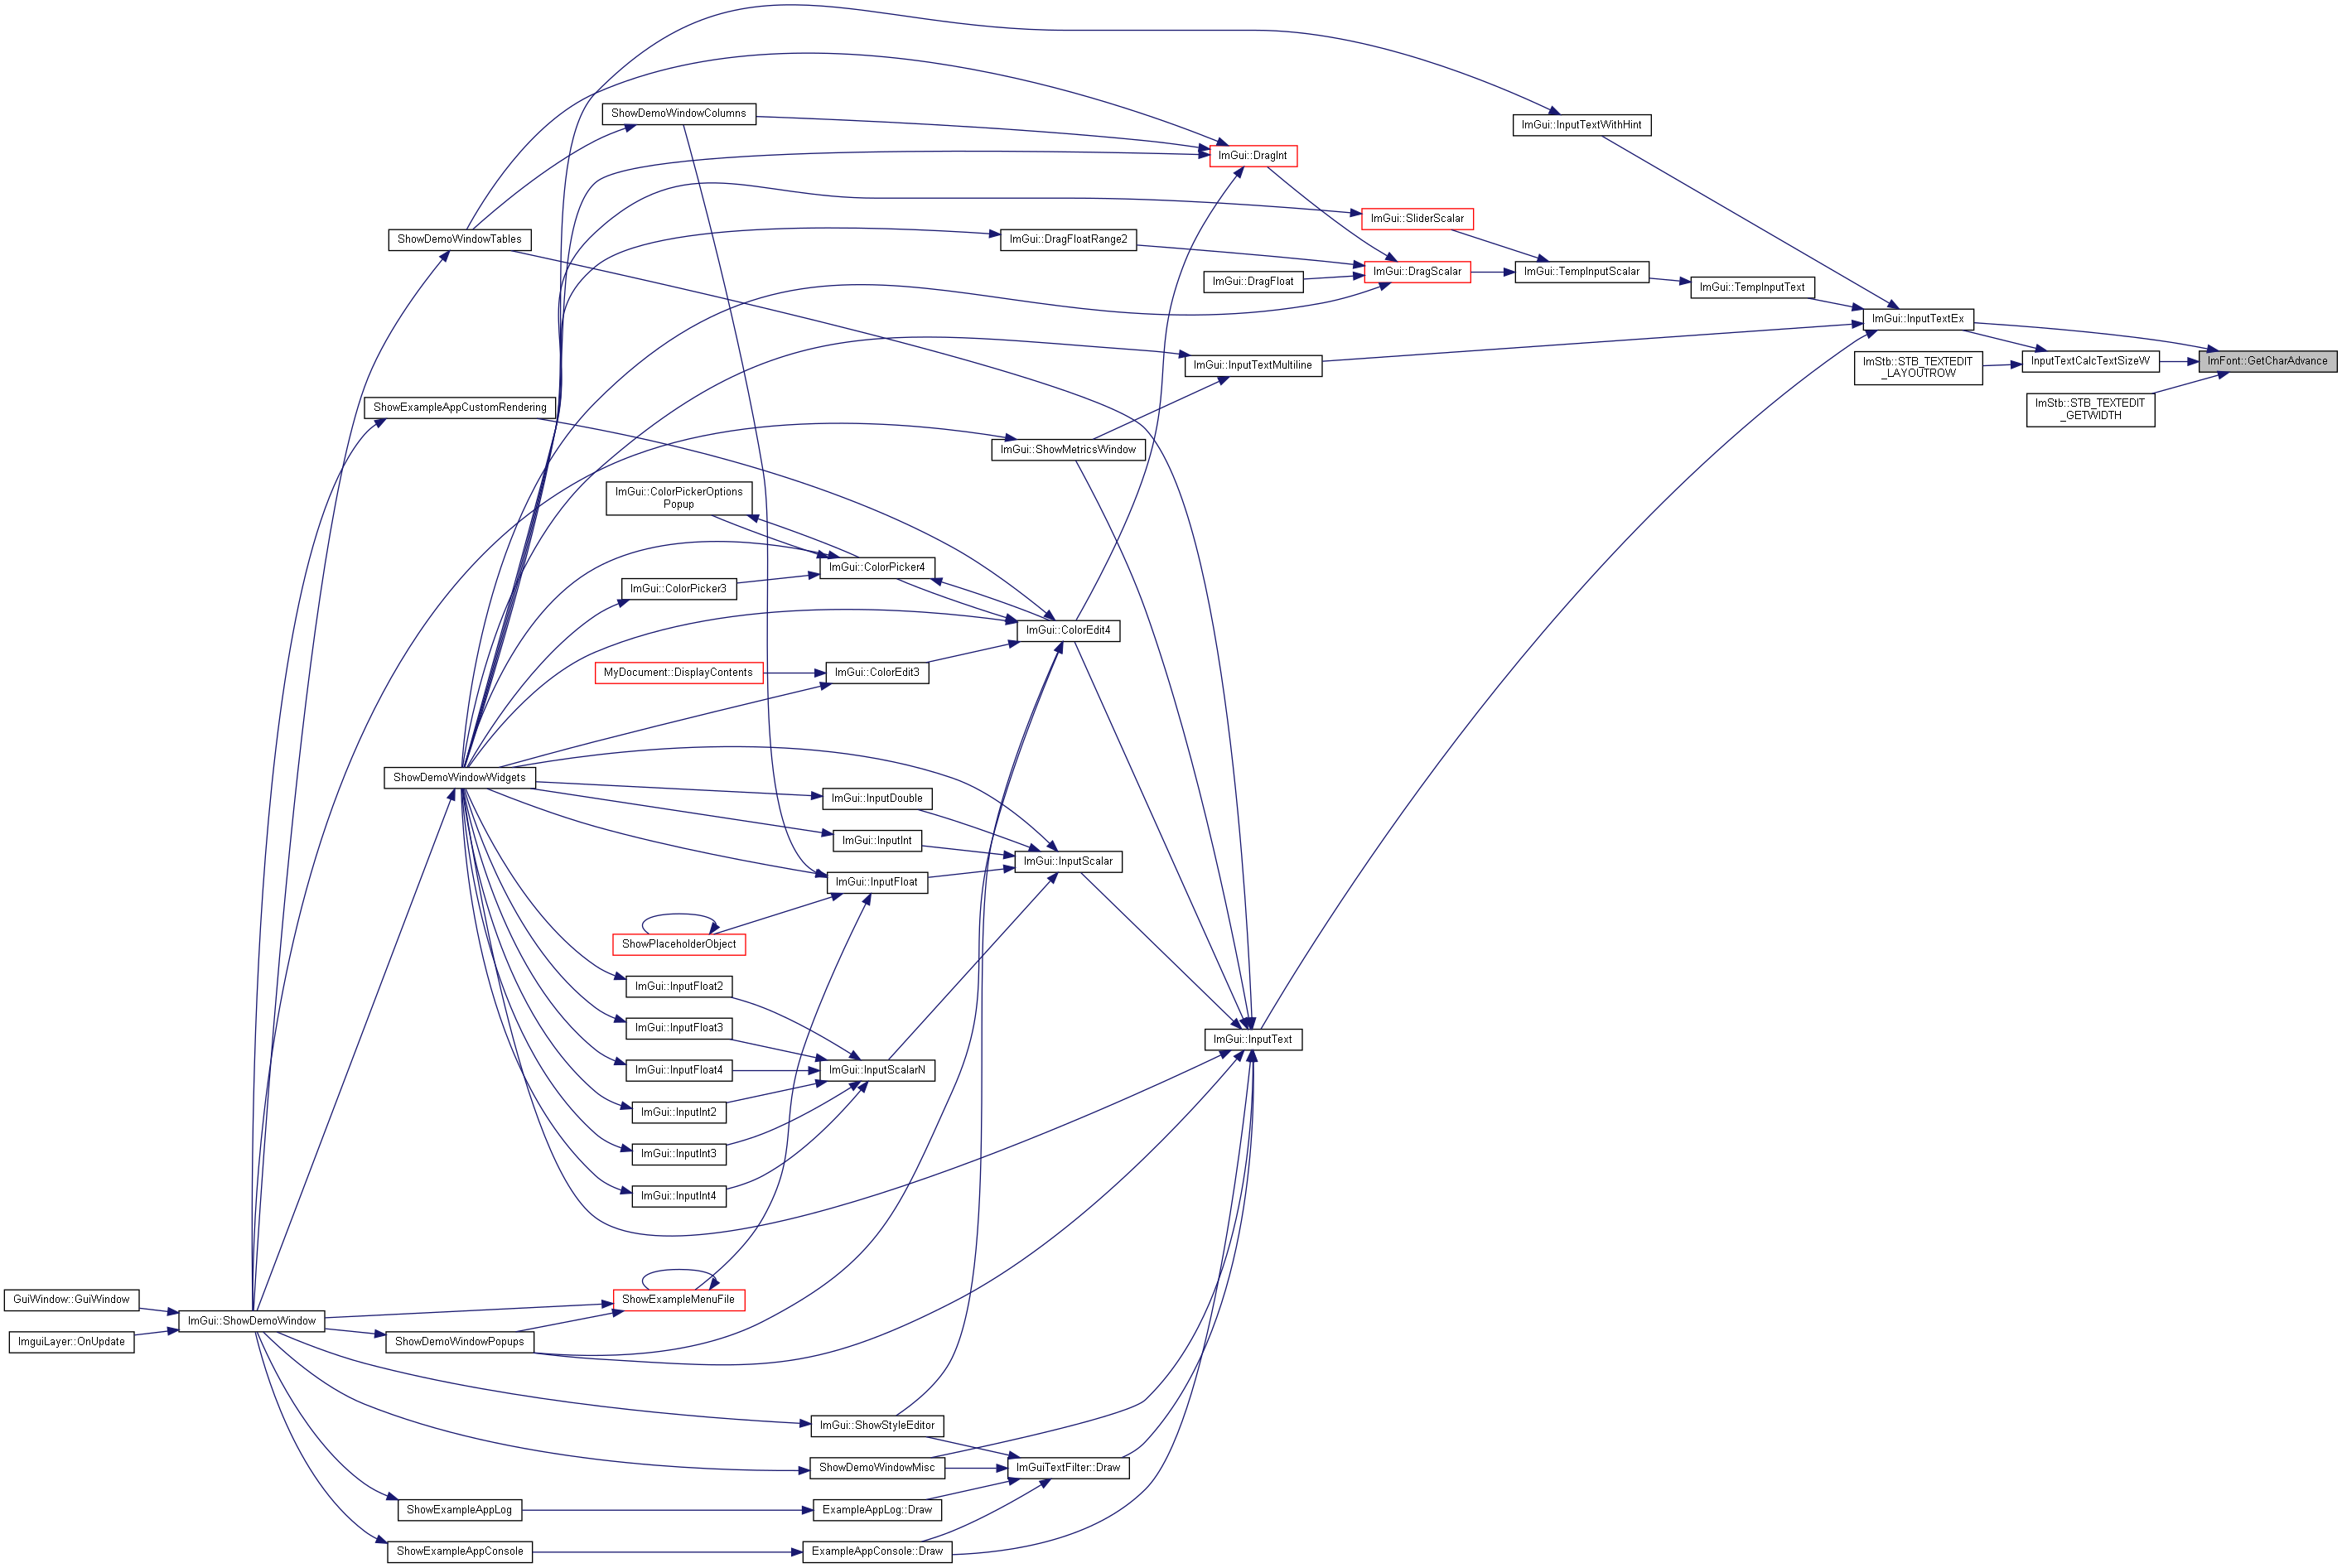 ShowDemoWindowColumns
ImGui::InputTextWithHint
ImGui::DragInt
ImGui::SliderScalar
ShowDemoWindowTables
ImGui::DragFloatRange2
ImGui::DragScalar
ImGui::TempInputScalar
ImGui::DragFloat
ImGui::TempInputText
ImGui::InputTextEx
ImGui::InputTextMultiline
ImStb::STB_TEXTEDIT
_LAYOUTROW
InputTextCalcTextSizeW
ImFont::GetCharAdvance
ShowExampleAppCustomRendering
ImStb::STB_TEXTEDIT
_GETWIDTH
ImGui::ShowMetricsWindow
ImGui::ColorPickerOptions
Popup
ImGui::ColorPicker4
ImGui::ColorPicker3
ImGui::ColorEdit4
MyDocument::DisplayContents
ImGui::ColorEdit3
ShowDemoWindowWidgets
ImGui::InputDouble
ImGui::InputInt
ImGui::InputScalar
ImGui::InputFloat
ShowPlaceholderObject
ImGui::InputFloat2
ImGui::InputFloat3
ImGui::InputText
ImGui::InputFloat4
ImGui::InputScalarN
ImGui::InputInt2
ImGui::InputInt3
ImGui::InputInt4
GuiWindow::GuiWindow
ShowExampleMenuFile
ImGui::ShowDemoWindow
ImguiLayer::OnUpdate
ShowDemoWindowPopups
ImGui::ShowStyleEditor
ShowDemoWindowMisc
ImGuiTextFilter::Draw
ShowExampleAppLog
ExampleAppLog::Draw
ShowExampleAppConsole
ExampleAppConsole::Draw